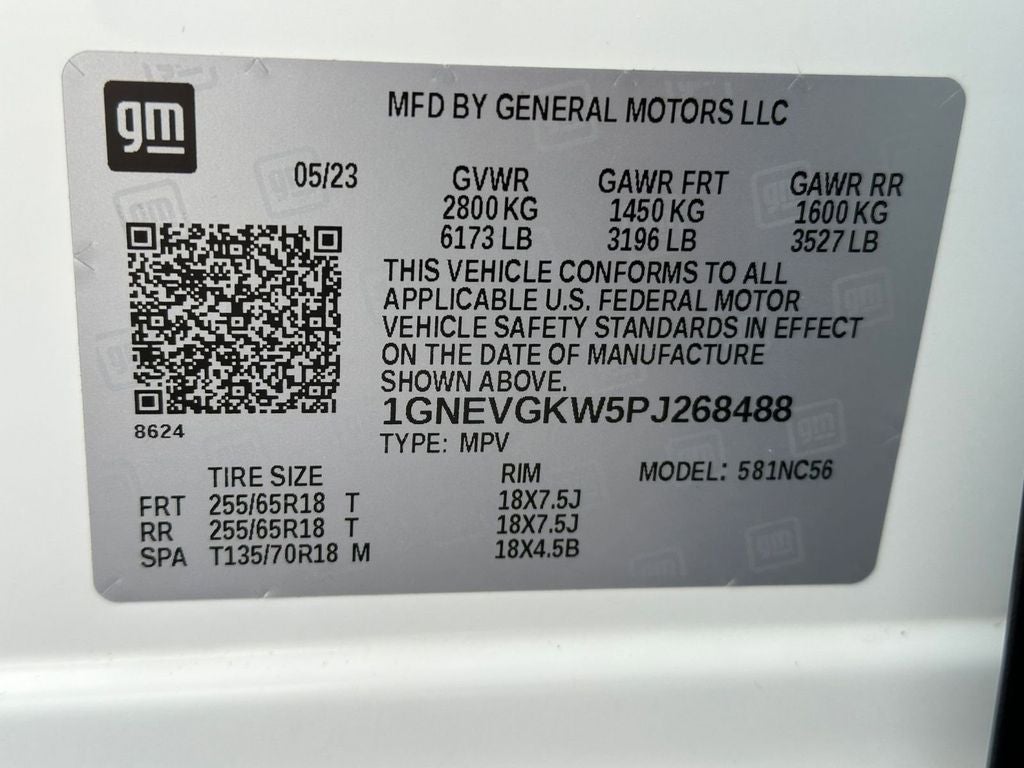 gm
MFD BY GENERAL MOTORS LLC
05/23
GVWR GAWR FRT GAWR RR
2800 KG 1450 KG 1600 KG
6173 LB 3196 LB 3527 LB
THIS VEHICLE CONFORMS TO ALL
APPLICABLE U.S. FEDERAL MOTOR
VEHICLE SAFETY STANDARDS IN EFFECT
ON THE DATE OF MANUFACTURE
SHOWN ABOVE.
1GNEVGKW5PJ268488
8624
TYPE: MPV
TIRE SIZE RIM MODEL: 581NC56
FRT 255/65R18 T 18X7.5J
RR 255/65R18 T 18X7.5J
SPA T135/70R18 M 18X4.5B